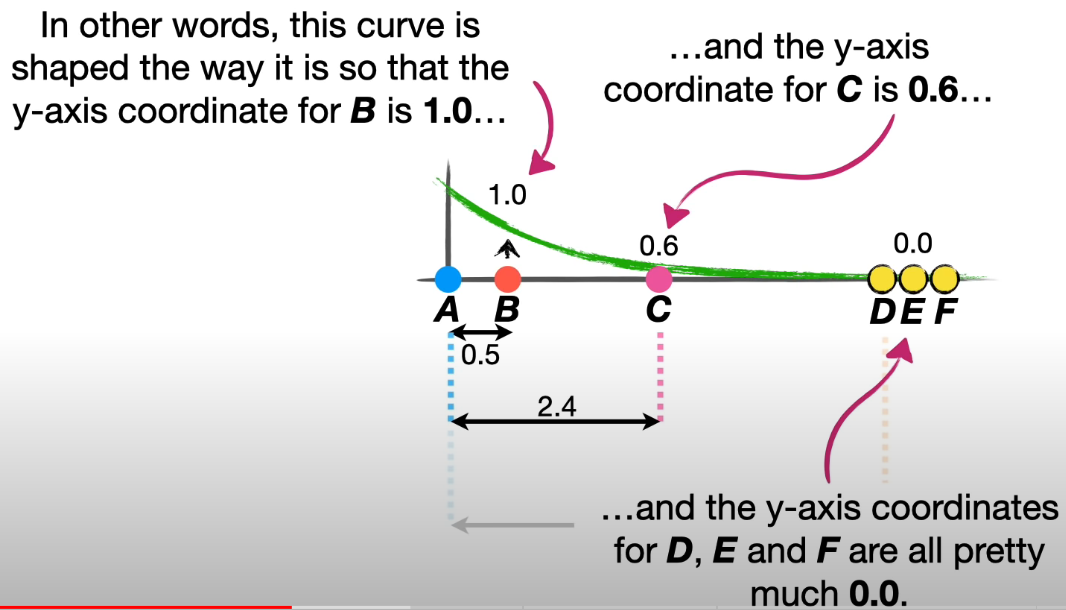 In other words, this curve is
shaped the way it is so that the
y-axis coordinate for B is 1.0…
…and the y-axis
coordinate for C is 0.6…
1.0
0.6
0.0
A
B
C
D E F
0.5
2.4
…and the y-axis coordinates
for D, E and F are all pretty
much 0.0.